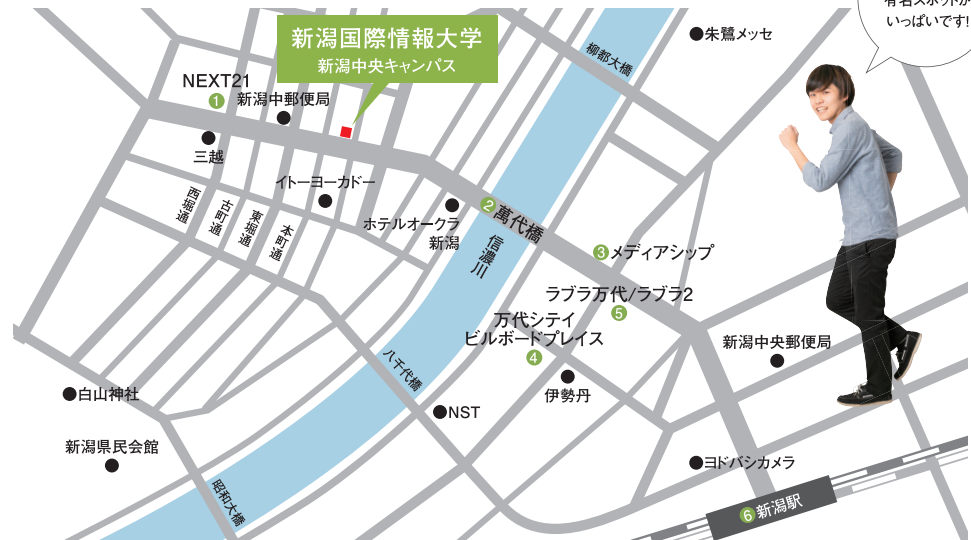 有名スポットが
いっぱいです!
新潟国際情報大学
新潟中央キャンパス
柳都大橋
朱鷺メッセ
NEXT21
1
新潟中郵便局
三越
イトーヨーカドー
西堀通
古町通
東堀通
本町通
ホテルオークラ
新潟
2 萬代橋
信濃川
3 メディアシップ
ラブラ万代/ラブラ2
5
万代シテイ
ビルボードプレイス
4
伊勢丹
新潟中央郵便局
八千代橋
白山神社
NST
新潟県民会館
昭和大橋
ヨドバシカメラ
6 新潟駅